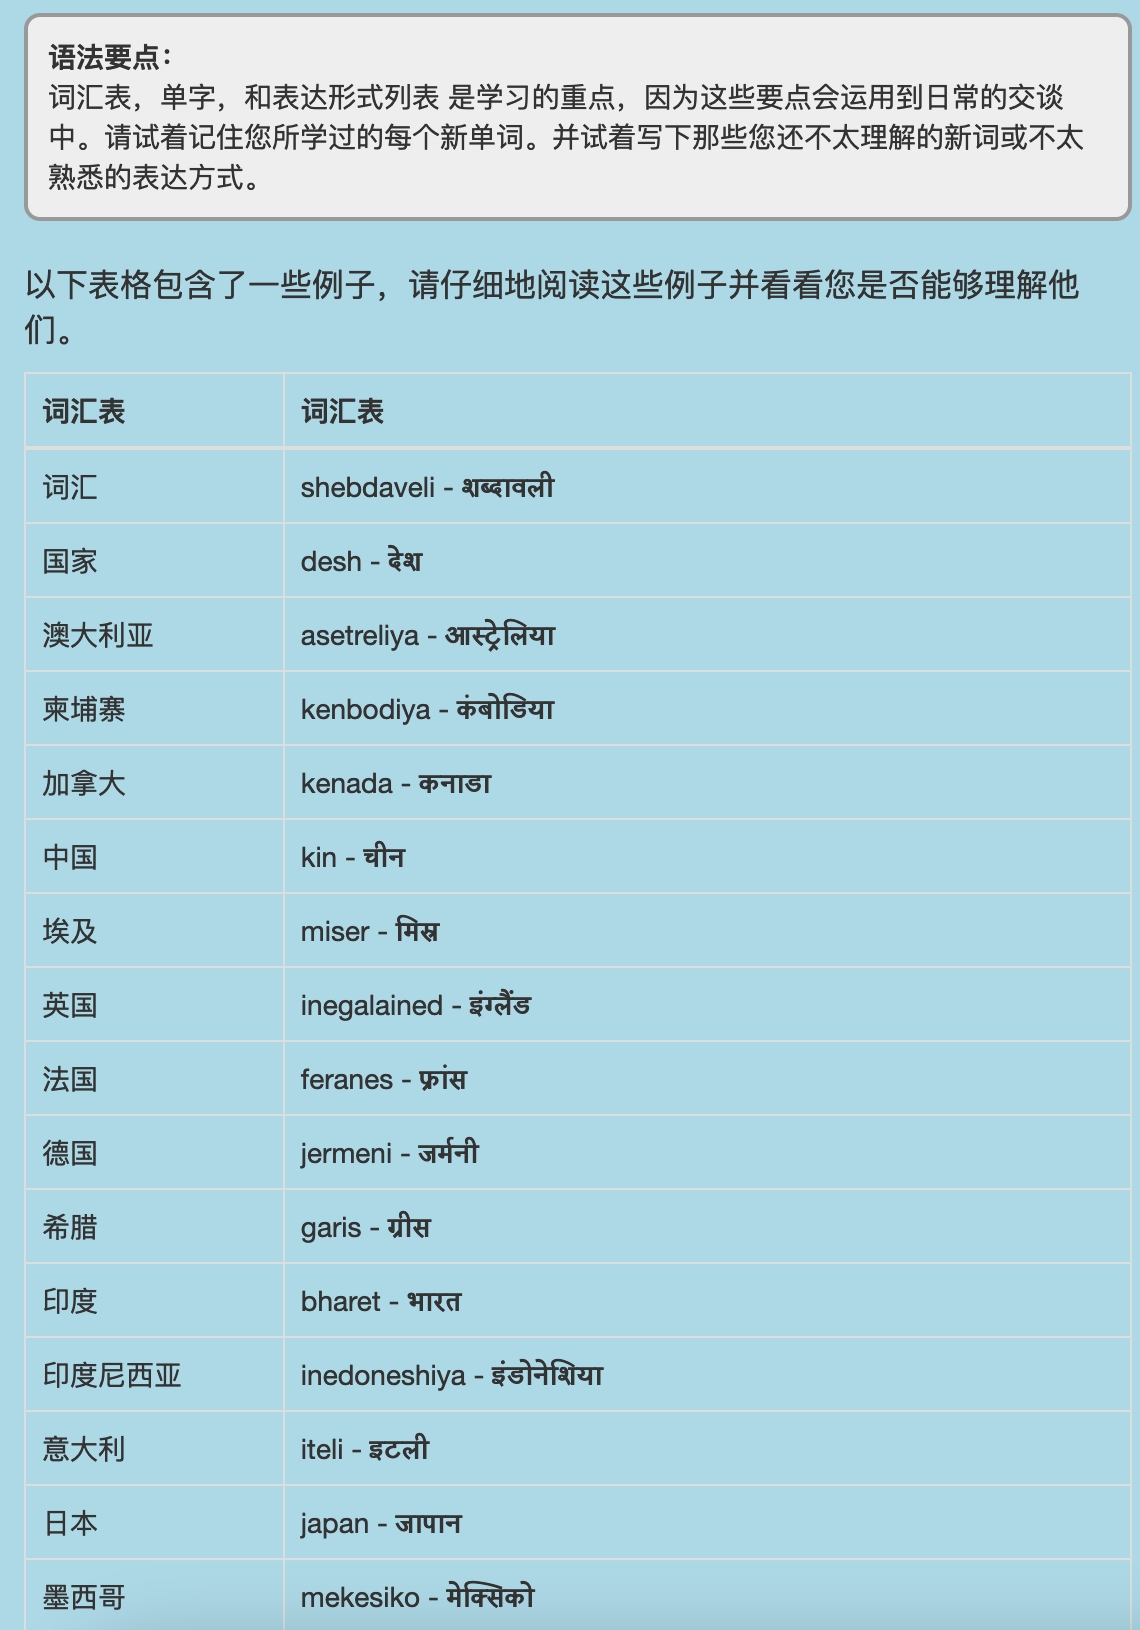 语法要点：
词汇表，单字，和表达形式列表 是学习的重点，因为这些要点会运用到日常的交谈
中。请试着记住您所学过的每个新单词。并试着写下那些您还不太理解的新词或不太
熟悉的表达方式。
以下表格包含了一些例子，请仔细地阅读这些例子并看看您是否能够理解他
们。
词汇表 词汇表
词汇 shebdaveli - शब्दावली
国家 desh - देश
澳大利亚 asetreliya - आस्ट्रेलिया
柬埔寨 kenbodiya - कंबोडिया
加拿大 kenada - कनाडा
中国 kin - चीन
埃及 miser - मिस्र
英国 inegalained - इंग्लैंड
法国 feranes - फ्रांस
德国 jermeni - जर्मनी
希腊 garis - ग्रीस
印度 bharet - भारत
印度尼西亚 inedoneshiya - इंडोनेशिया
意大利 iteli - इटली
日本 japan - जापान
墨西哥 mekesiko - मेक्सिको